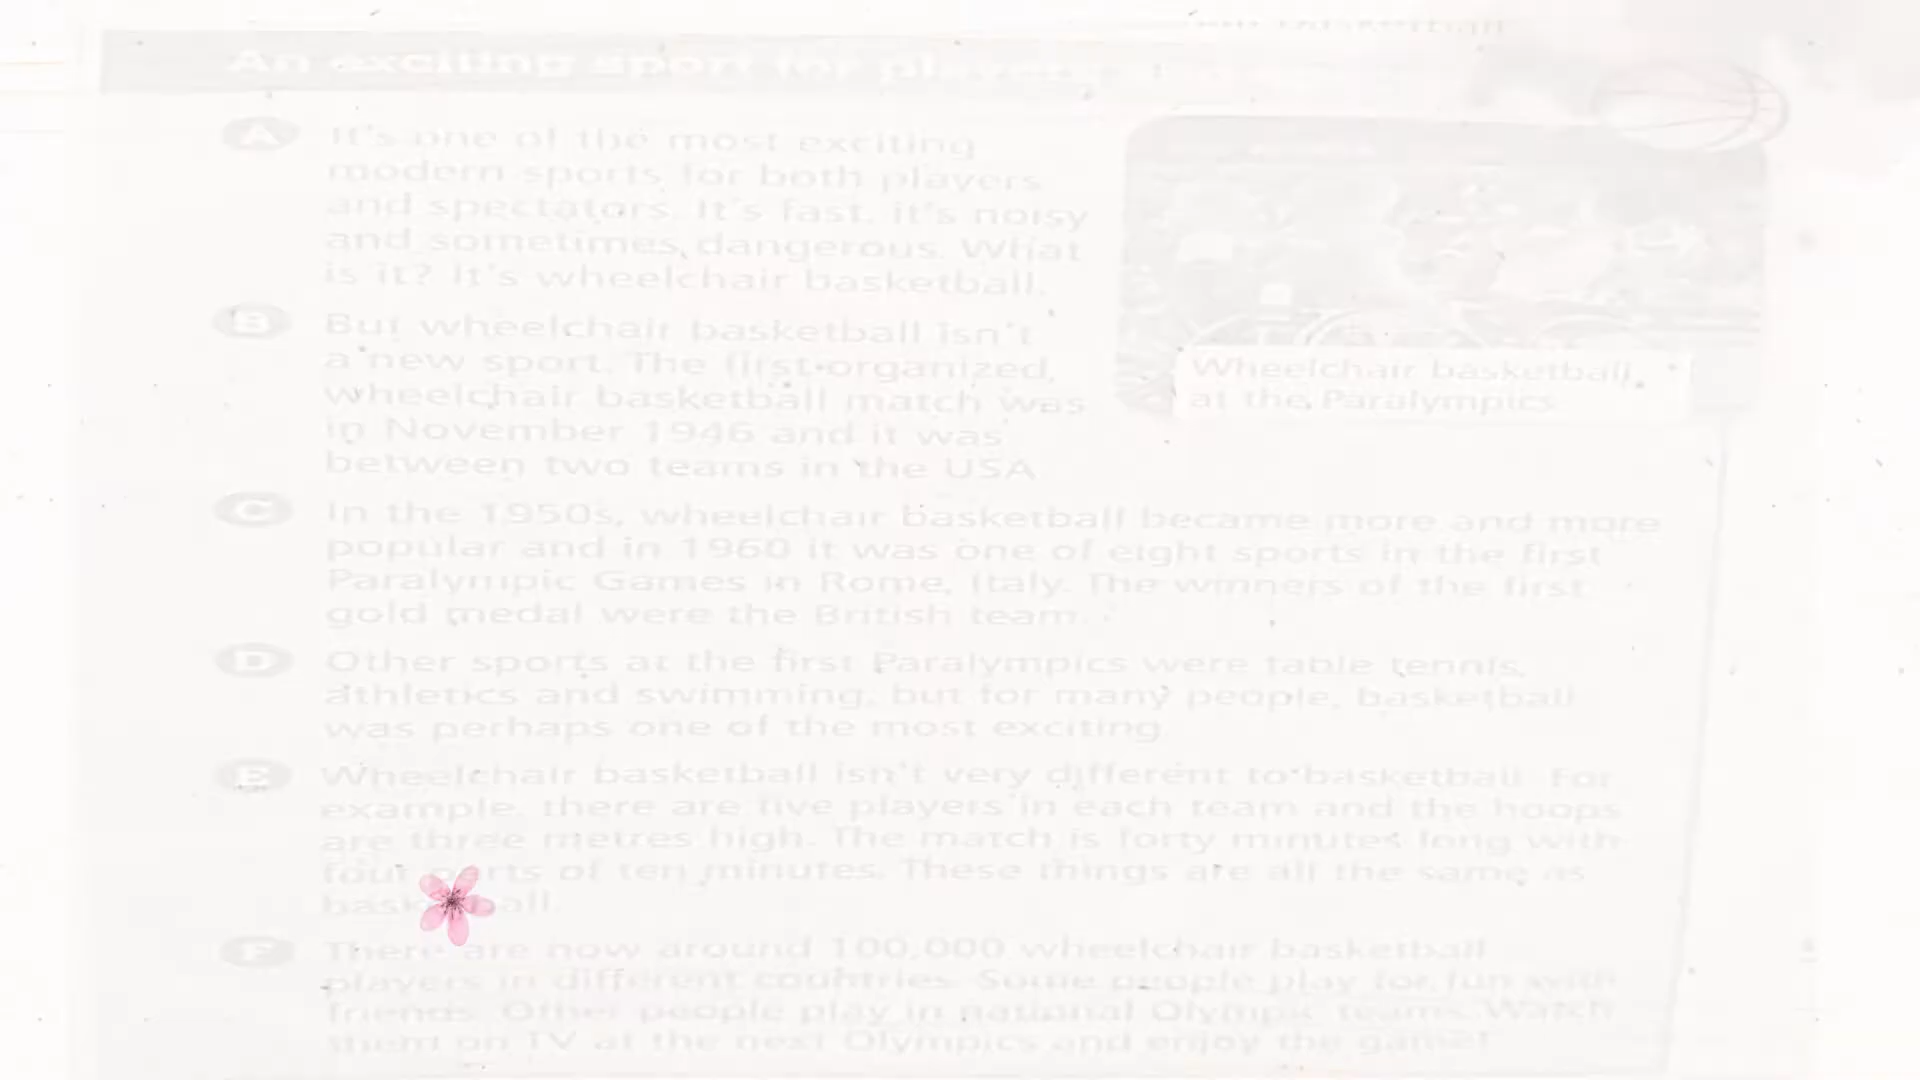 An exciting sport for players
A It's one of the most exciting
modern sports for both players
and spectators. It's fast, it's noisy
and sometimes dangerous. What
is it? It's wheelchair basketball.
Wheelchair basketball
at the Paralympics
B But wheelchair basketball isn't
a new sport. The first organized
wheelchair basketball match was
in November 1946 and it was
between two teams in the USA.
C In the 1950s, wheelchair basketball became more and more
popular and in 1960 it was one of eight sports in the first
Paralympic Games in Rome, Italy. The winners of the first
gold medal were the British team.
D Other sports at the first Paralympics were table tennis,
athletics and swimming, but for many people, basketball
was perhaps one of the most exciting.
E Wheelchair basketball isn't very different to basketball. For
example, there are five players in each team and the hoops
are three metres high. The match is forty minutes long with
four parts of ten minutes. These things are all the same as
basketball.
F There are now around 100,000 wheelchair basketball
players in different countries. Some people play for fun with
friends. Other people play in national Olympic teams. Watch
them on TV at the next Olympics and enjoy the game!